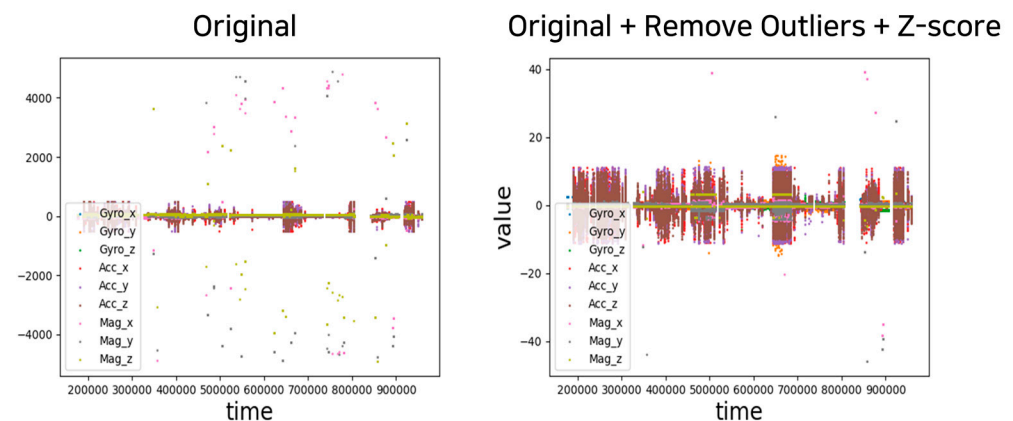 Original
4000
2000
0
−2000
−4000
Gyro_x
Gyro_y
Gyro_z
Acc_x
Acc_y
Acc_z
Mag_x
Mag_y
Mag_z
200000 300000 400000 500000 600000 700000 800000 900000
time
Original + Remove Outliers + Z-score
value
40
20
0
−20
−40
Gyro_x
Gyro_y
Gyro_z
Acc_x
Acc_y
Acc_z
Mag_x
Mag_y
Mag_z
200000 300000 400000 500000 600000 700000 800000 900000
time